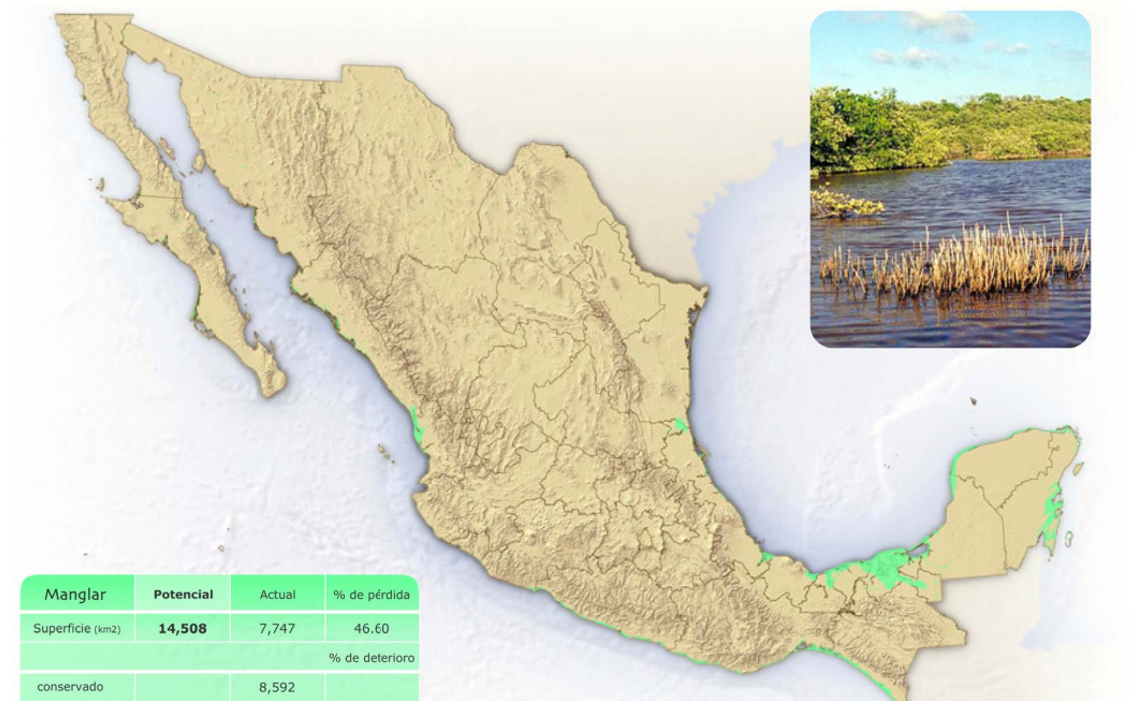 Manglar Potencial Actual % de pérdida
Superficie (km2) 14,508 7,747 46.60
% de deterioro
conservado 8,592